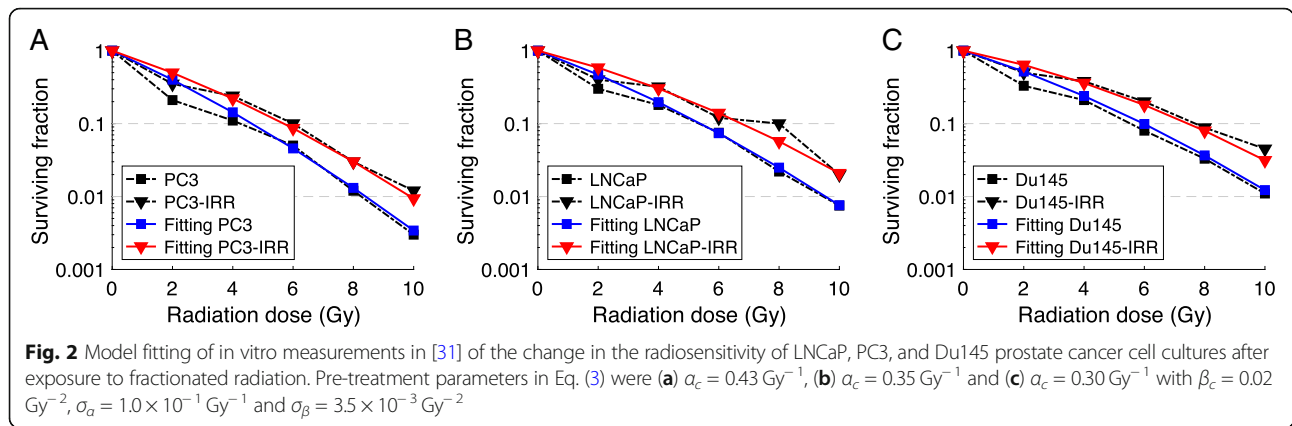 A
B
C
1
0.1
0.01
0.001
Surviving fraction
PC3
PC3-IRR
Fitting PC3
Fitting PC3-IRR
0 2 4 6 8 10
Radiation dose (Gy)
1
0.1
0.01
0.001
Surviving fraction
LNCaP
LNCaP-IRR
Fitting LNCaP
Fitting LNCaP-IRR
0 2 4 6 8 10
Radiation dose (Gy)
1
0.1
0.01
0.001
Surviving fraction
Du145
Du145-IRR
Fitting Du145
Fitting Du145-IRR
0 2 4 6 8 10
Radiation dose (Gy)
Fig. 2 Model fitting of in vitro measurements in [31] of the change in the radiosensitivity of LNCaP, PC3, and Du145 prostate cancer cell cultures after
exposure to fractionated radiation. Pre-treatment parameters in Eq. (3) were (a) α_c = 0.43 Gy⁻¹, (b) α_c = 0.35 Gy⁻¹ and (c) α_c = 0.30 Gy⁻¹ with β_c = 0.02
Gy⁻², σ_α = 1.0 × 10⁻¹ Gy⁻¹ and σ_β = 3.5 × 10⁻³ Gy⁻²